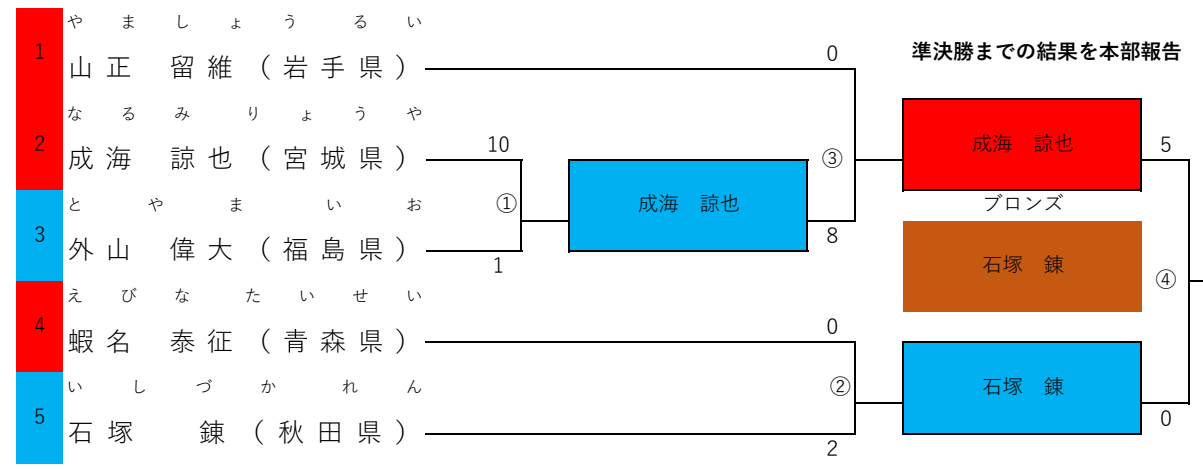 やましょうるい
1
山正 留維（岩手県）
0
準決勝までの結果を本部報告
なるみりょうや
2
成海 諒也（宮城県）
10
③
成海 諒也
5
とやまいお
①
成海 諒也
ブロンズ
3
外山 偉大（福島県）
1
8
石塚 錬
④
えびなたいせい
4
蝦名 泰征（青森県）
0
いしづかれん
②
石塚 錬
5
石塚 錬（秋田県）
2
0